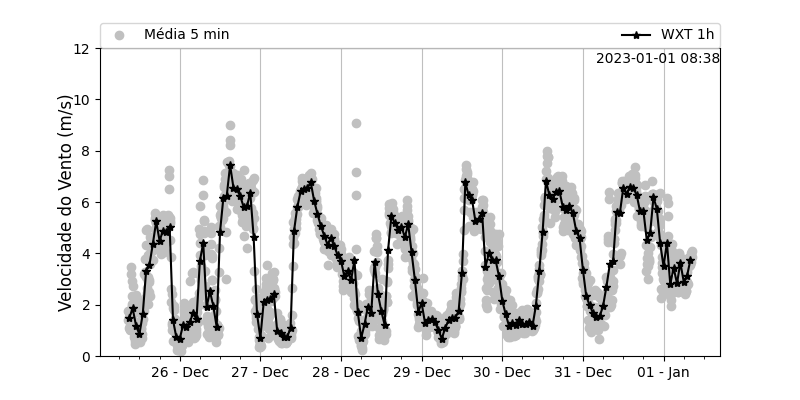 Média 5 min
WXT 1h
2023-01-01 08:38
Velocidade do Vento (m/s)
12
10
8
6
4
2
0
26 - Dec
27 - Dec
28 - Dec
29 - Dec
30 - Dec
31 - Dec
01 - Jan